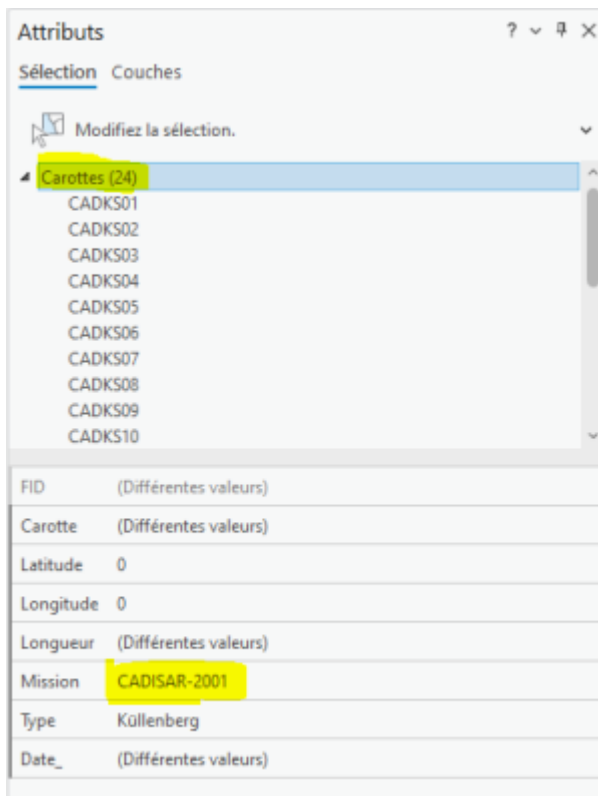 Attributs ?
Sélection Couches
Modifiez la sélection.
Carottes (24)
CADKS01
CADKS02
CADKS03
CADKS04
CADKS05
CADKS06
CADKS07
CADKS08
CADKS09
CADKS10
FID (Différentes valeurs)
Carotte (Différentes valeurs)
Latitude 0
Longitude 0
Longueur (Différentes valeurs)
Mission CADISAR-2001
Type Küllenberg
Date_ (Différentes valeurs)